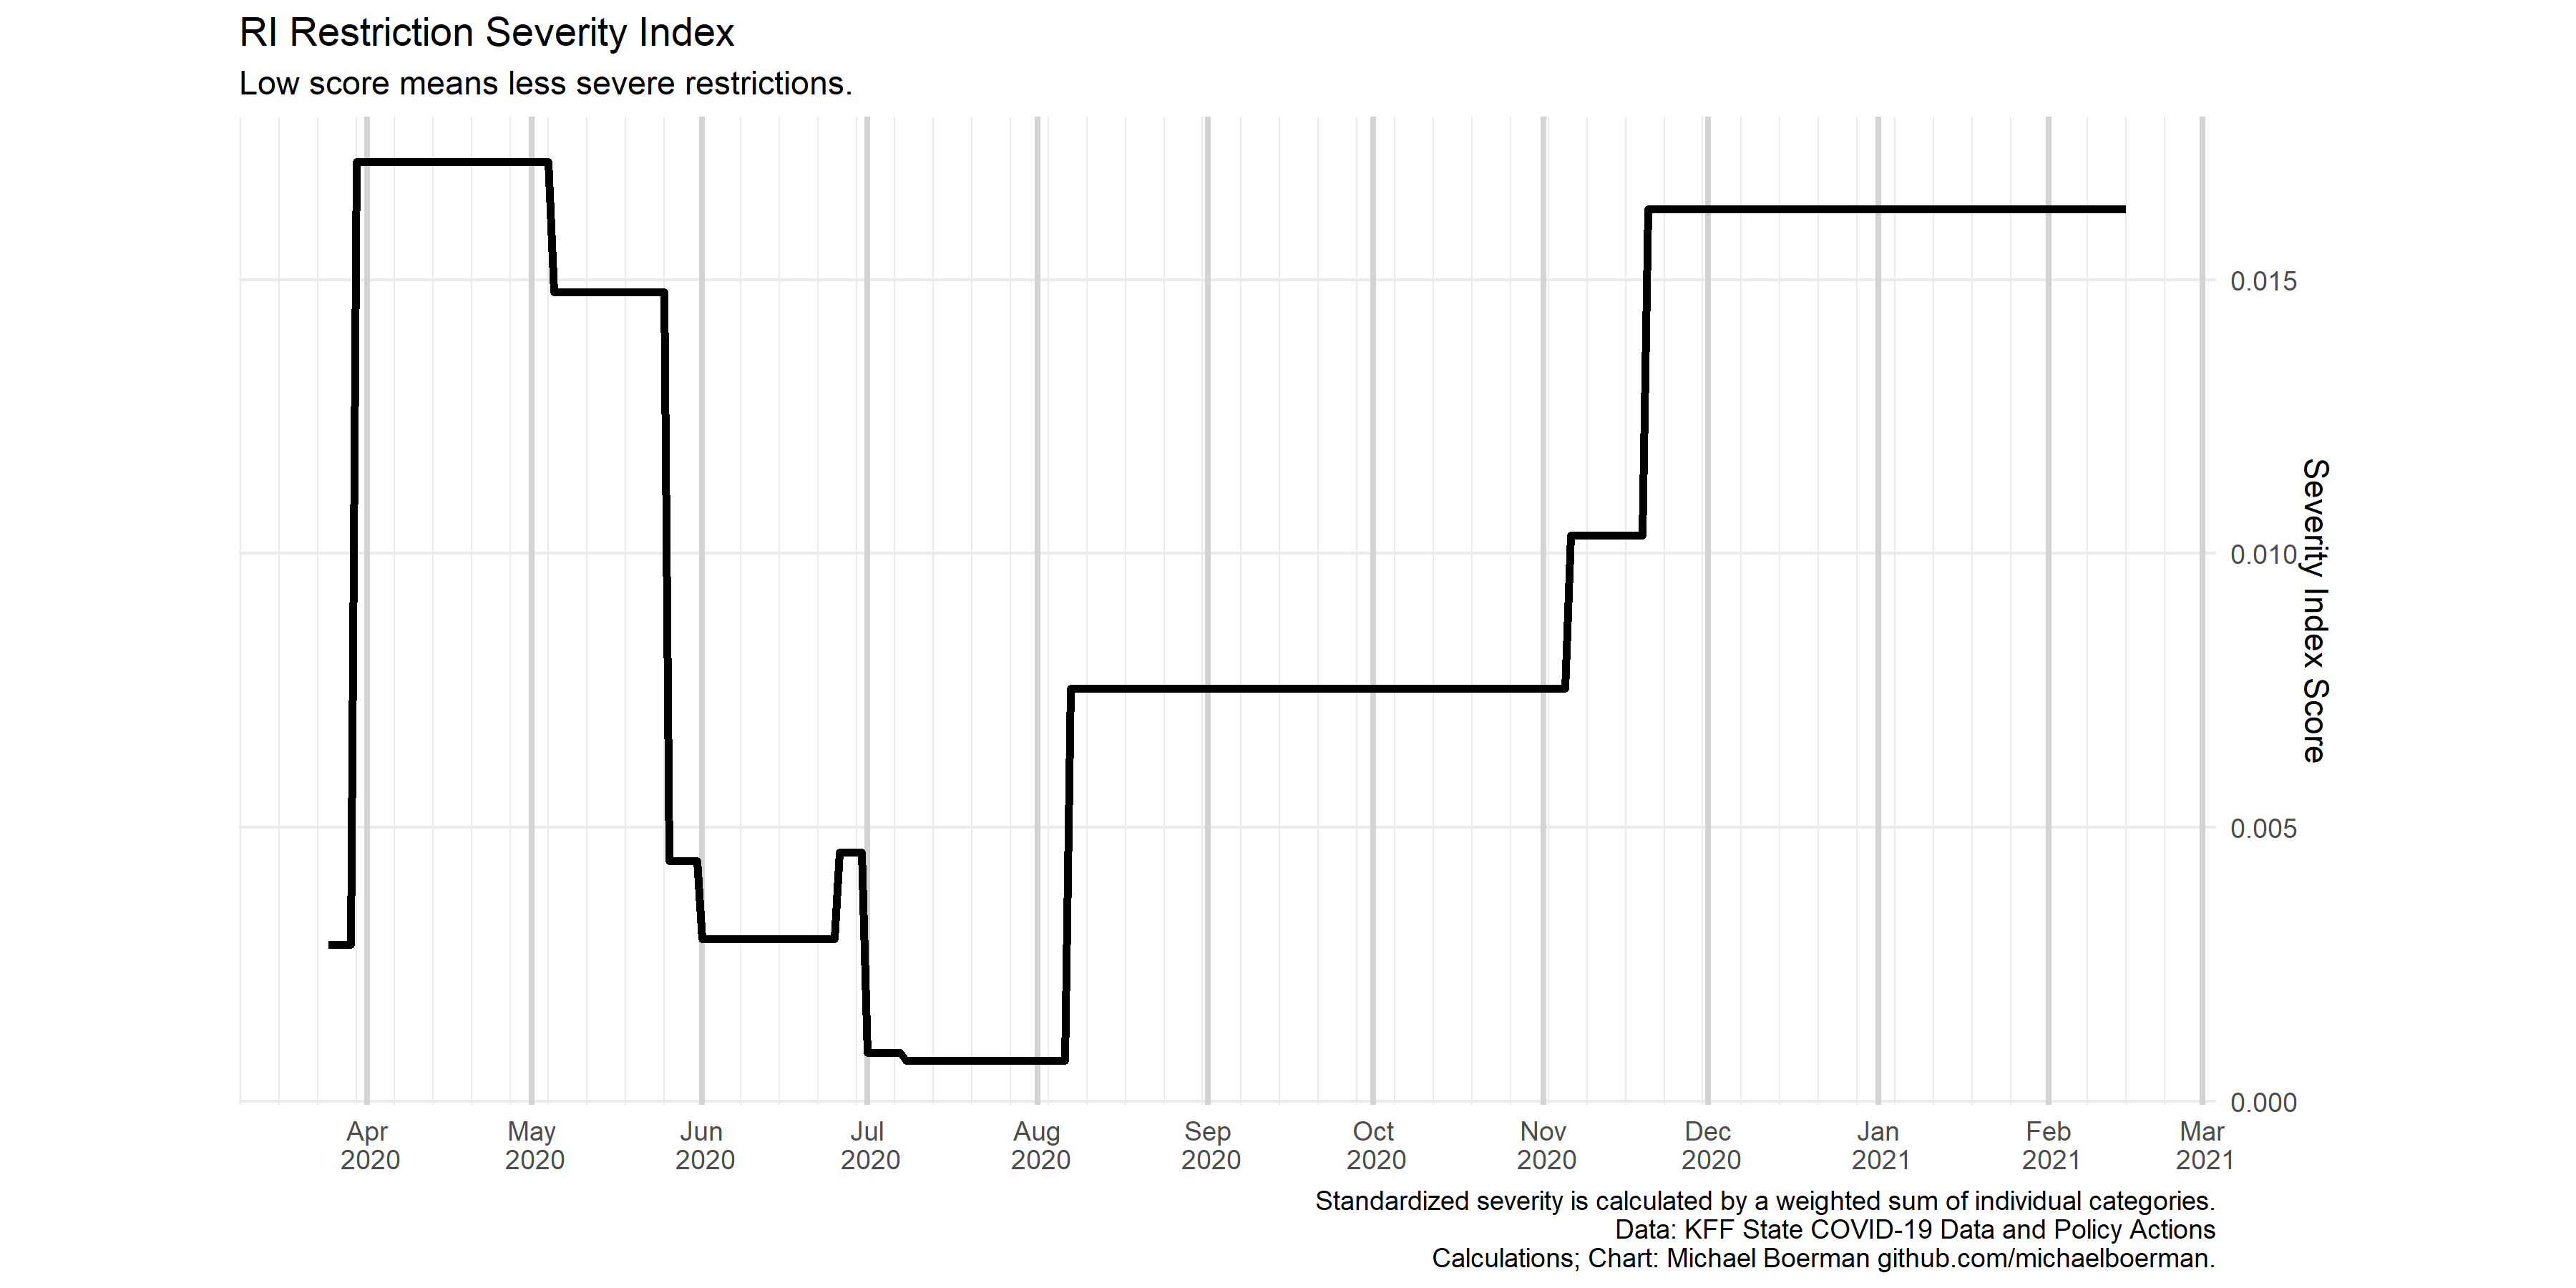 RI Restriction Severity Index
Low score means less severe restrictions.
0.015
0.010
0.005
0.000
Severity Index Score
Apr 2020
May 2020
Jun 2020
Jul 2020
Aug 2020
Sep 2020
Oct 2020
Nov 2020
Dec 2020
Jan 2021
Feb 2021
Mar 2021
Standardized severity is calculated by a weighted sum of individual categories.
Data: KFF State COVID-19 Data and Policy Actions
Calculations; Chart: Michael Boerman github.com/michaelboerman.